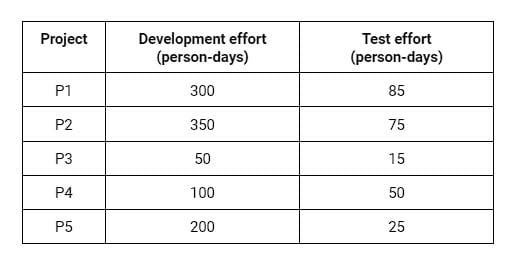 Project Development effort (person-days) Test effort (person-days)
P1 300 85
P2 350 75
P3 50 15
P4 100 50
P5 200 25